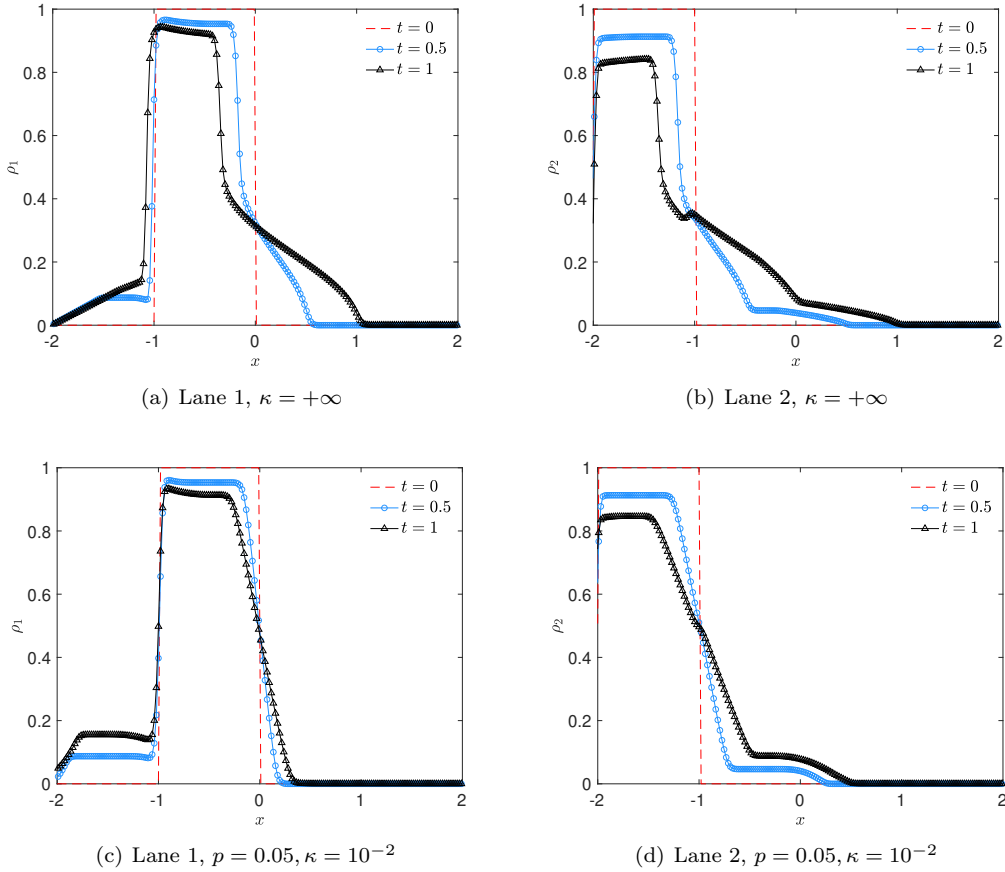 1
0.8
0.6
0.4
0.2
0
ρ₁
-2
-1
0
1
2
x
t = 0
t = 0.5
t = 1
(a) Lane 1, κ = +∞
1
0.8
0.6
0.4
0.2
0
ρ₂
-2
-1
0
1
2
x
t = 0
t = 0.5
t = 1
(b) Lane 2, κ = +∞
1
0.8
0.6
0.4
0.2
0
ρ₁
-2
-1
0
1
2
x
t = 0
t = 0.5
t = 1
(c) Lane 1, p = 0.05, κ = 10⁻²
1
0.8
0.6
0.4
0.2
0
ρ₂
-2
-1
0
1
2
x
t = 0
t = 0.5
t = 1
(d) Lane 2, p = 0.05, κ = 10⁻²